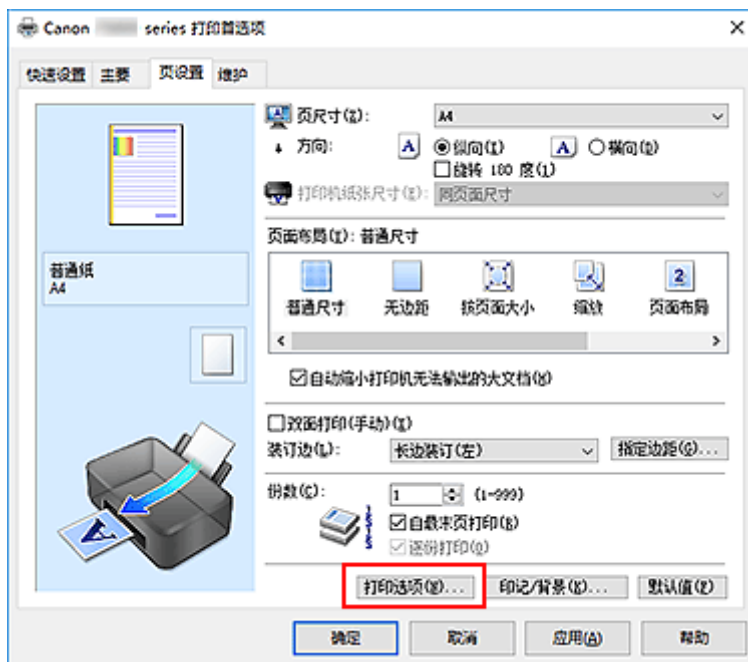 Canon series 打印首选项
快速设置 主要 页设置 维护
页尺寸(Z): A4
方向: A 纵向(I) A 横向(D)
旋转 180 度(1)
打印机纸张尺寸(E): 同页面尺寸
页面布局(T): 普通尺寸
普通纸
A4
2
普通尺寸 无边距 按页面大小 缩放 页面布局
自动缩小打印机无法输出的大文档(W)
双面打印(手动)(X)
装订边(L): 长边装订(左) 指定边距(G)...
份数(C): 1 (1-999)
自最末页打印(R)
逐份打印(O)
打印选项(N)... 印记/背景(K)... 默认值(F)
确定 取消 应用(A) 帮助